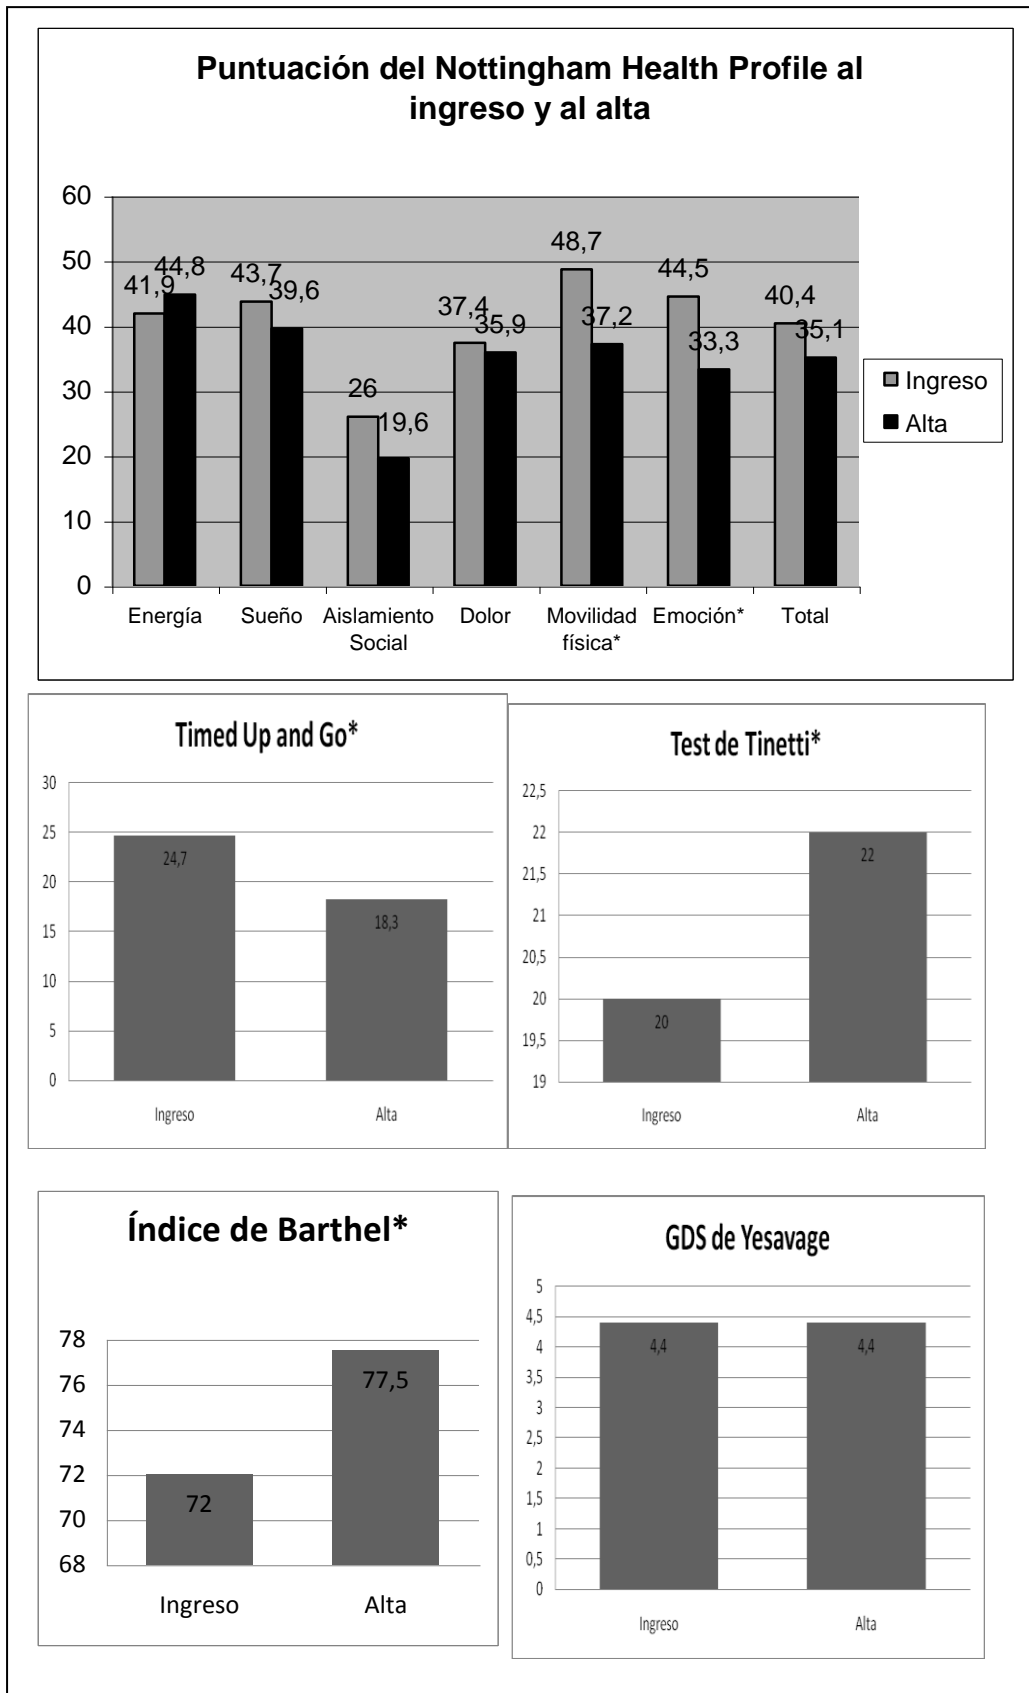 Puntuación del Nottingham Health Profile al
ingreso y al alta
60
50
40
30
20
10
0
41,9
44,8
43,7
39,6
26
19,6
37,4
35,9
48,7
37,2
44,5
33,3
40,4
35,1
Energía
Sueño
Aislamiento
Social
Dolor
Movilidad
física*
Emoción*
Total
Ingreso
Alta
Timed Up and Go*
30
25
20
15
10
5
0
24,7
18,3
Ingreso
Alta
Test de Tinetti*
22,5
22
21,5
21
20,5
20
19,5
19
20
22
Ingreso
Alta
Índice de Barthel*
78
76
74
72
70
68
72
77,5
Ingreso
Alta
GDS de Yesavage
5
4,5
4
3,5
3
2,5
2
1,5
1
0,5
0
4,4
4,4
Ingreso
Alta